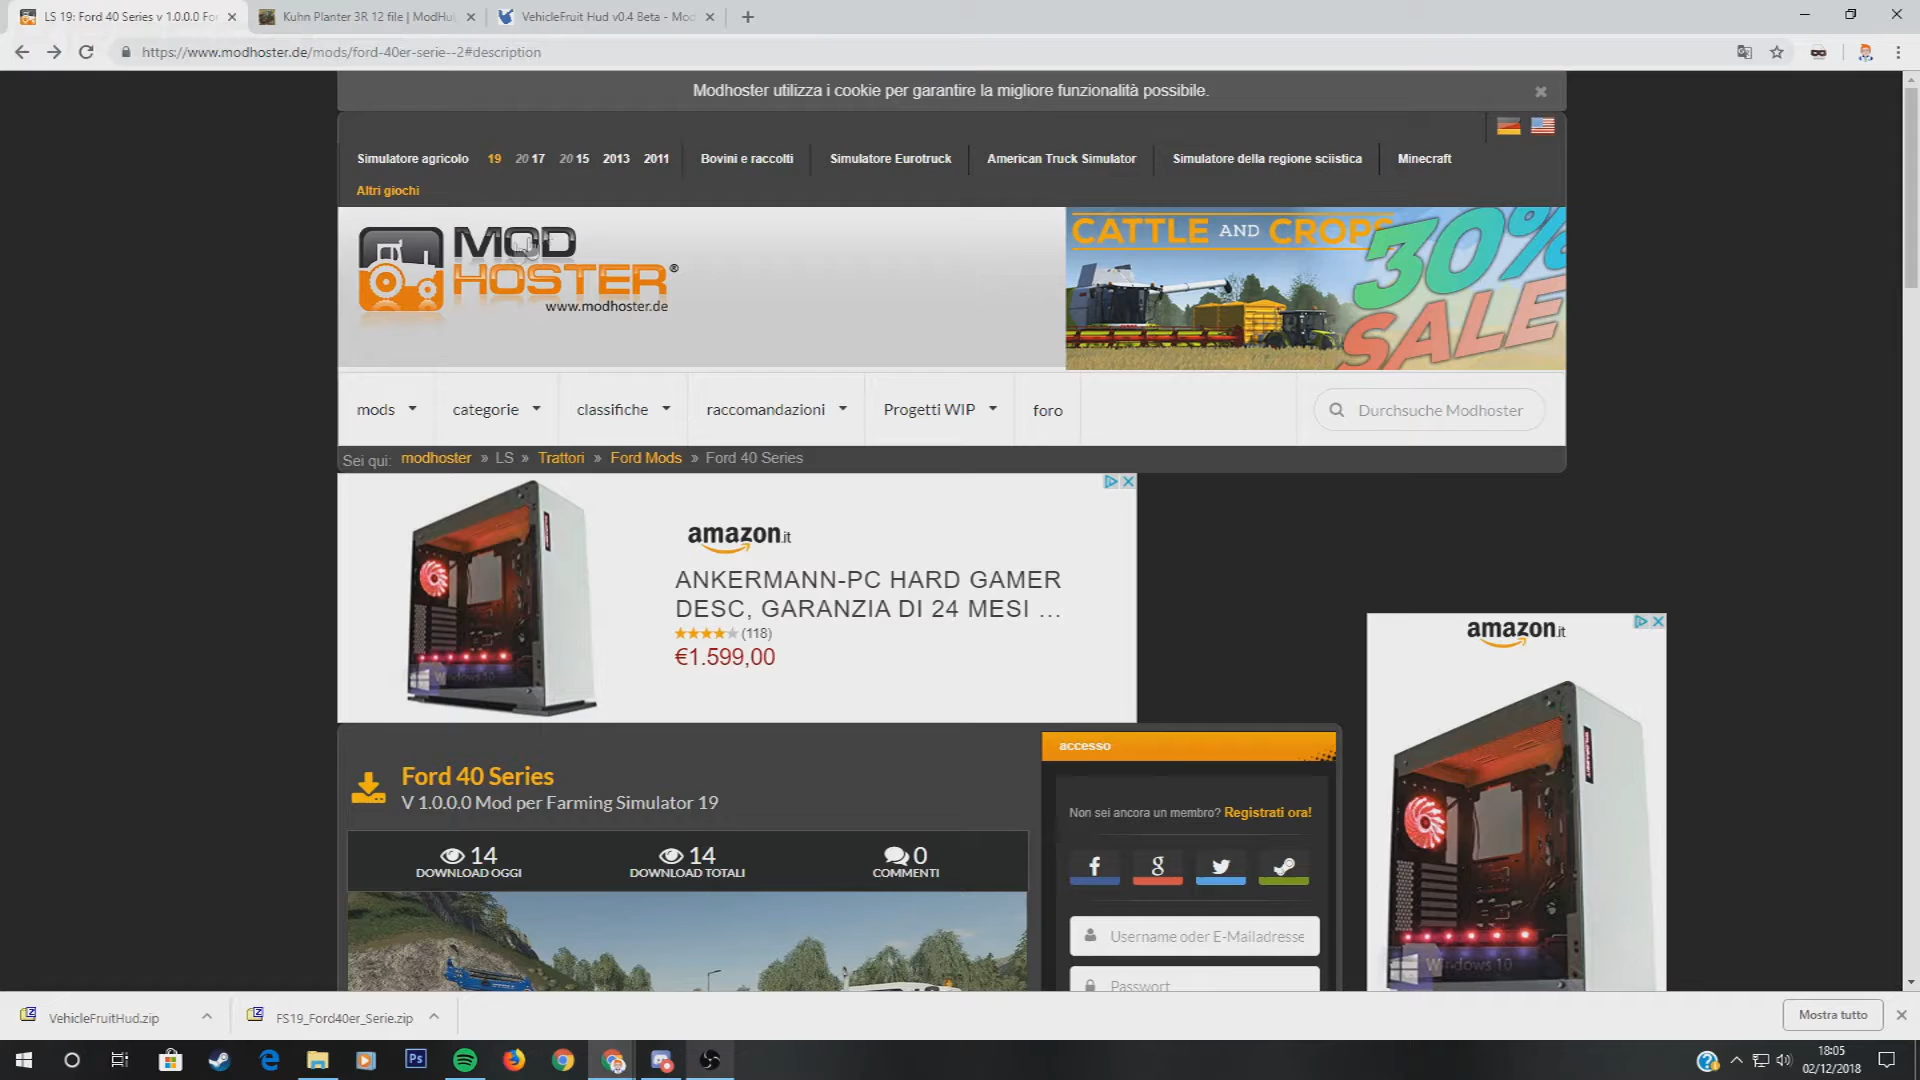 LS 19: Ford 40 Series v 1.0.0.0 Fo
Kuhn Planter 3R 12 file | ModHu
VehicleFruit Hud v0.4 Beta - Mod
https://www.modhoster.de/mods/ford-40er-serie--2#description
Modhoster utilizza i cookie per garantire la migliore funzionalità possibile.
Simulatore agricolo 19 2017 2015 2013 2011 Bovini e raccolti Simulatore Eurotruck American Truck Simulator Simulatore della regione sciistica Minecraft
Altri giochi
MOD
HOSTER®
www.modhoster.de
CATTLE AND CROPS
30%
SALE
mods categorie classifiche raccomandazioni Progetti WIP foro Durchsuche Modhoster
Sei qui: modhoster » LS » Trattori » Ford Mods » Ford 40 Series
amazon.it
ANKERMANN-PC HARD GAMER
DESC, GARANZIA DI 24 MESI ...
(118)
€1.599,00
Windows 10
amazon.it
Windows 10
Ford 40 Series
V 1.0.0.0 Mod per Farming Simulator 19
14
DOWNLOAD OGGI
14
DOWNLOAD TOTALI
0
COMMENTI
accesso
Non sei ancora un membro? Registrati ora!
Username oder E-Mailadresse
Passwort
VehicleFruitHud.zip
FS19_Ford40er_Serie.zip
Mostra tutto
Ps
18:05
02/12/2018